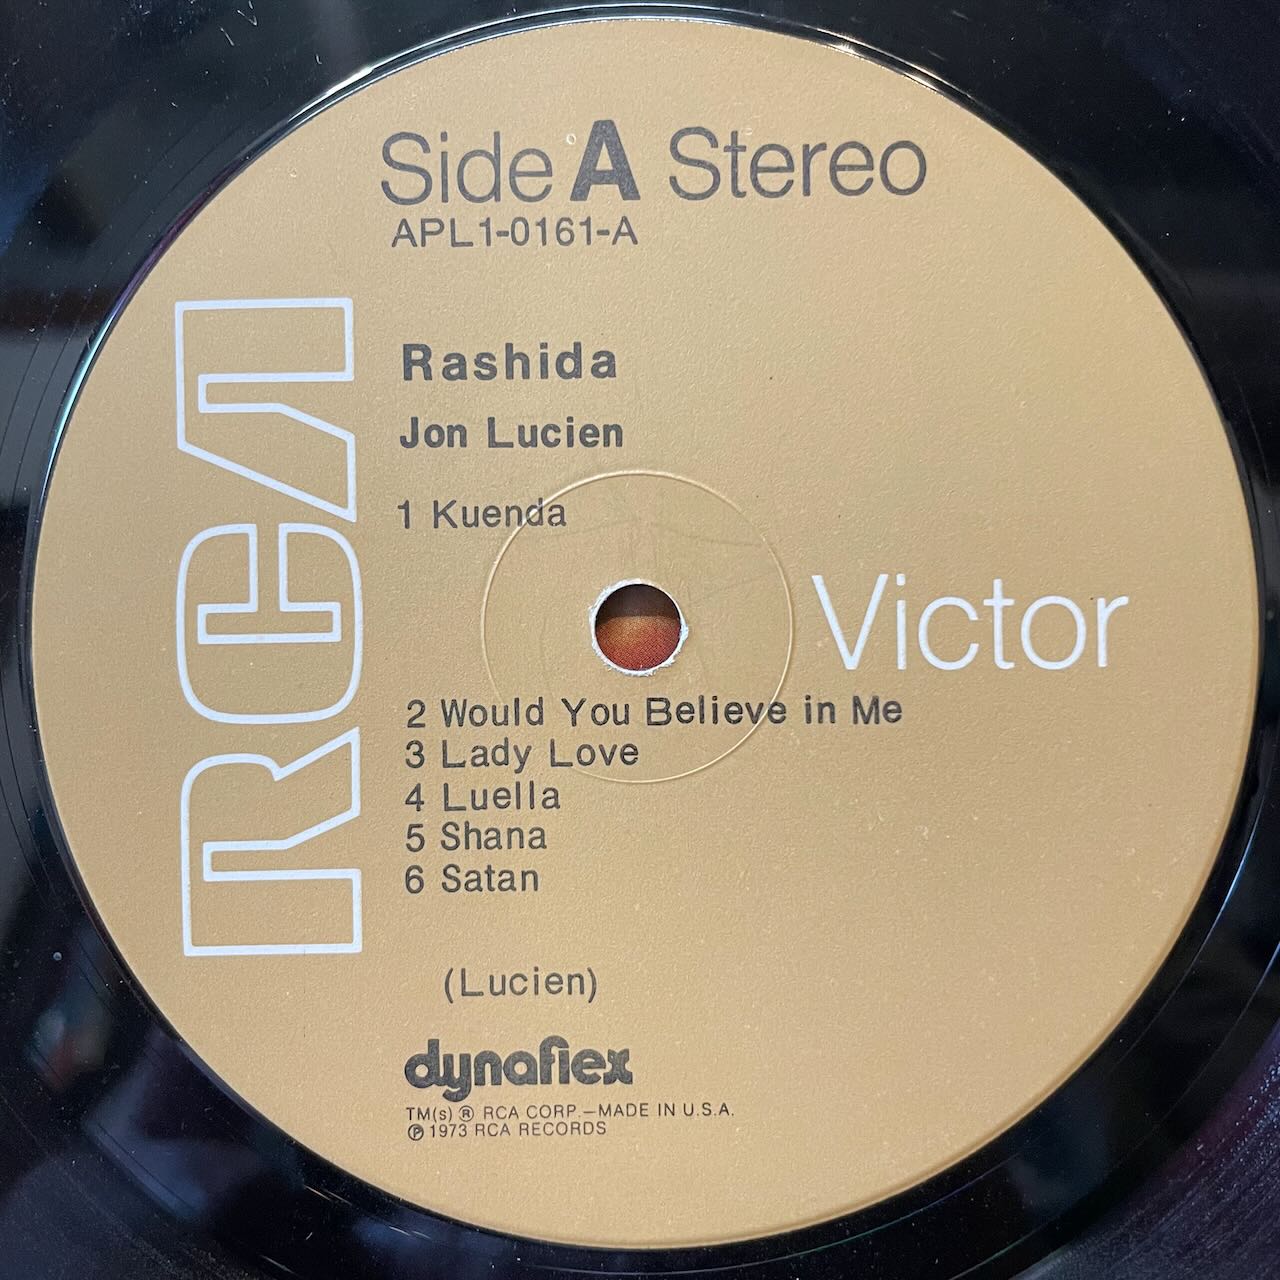 Side A Stereo
APL1-0161-A
Rashida
Jon Lucien
1 Kuenda
RCA
Victor
2 Would You Believe in Me
3 Lady Love
4 Luella
5 Shana
6 Satan
(Lucien)
dynaflex
TM(s) ® RCA CORP.—MADE IN U.S.A.
℗ 1973 RCA RECORDS